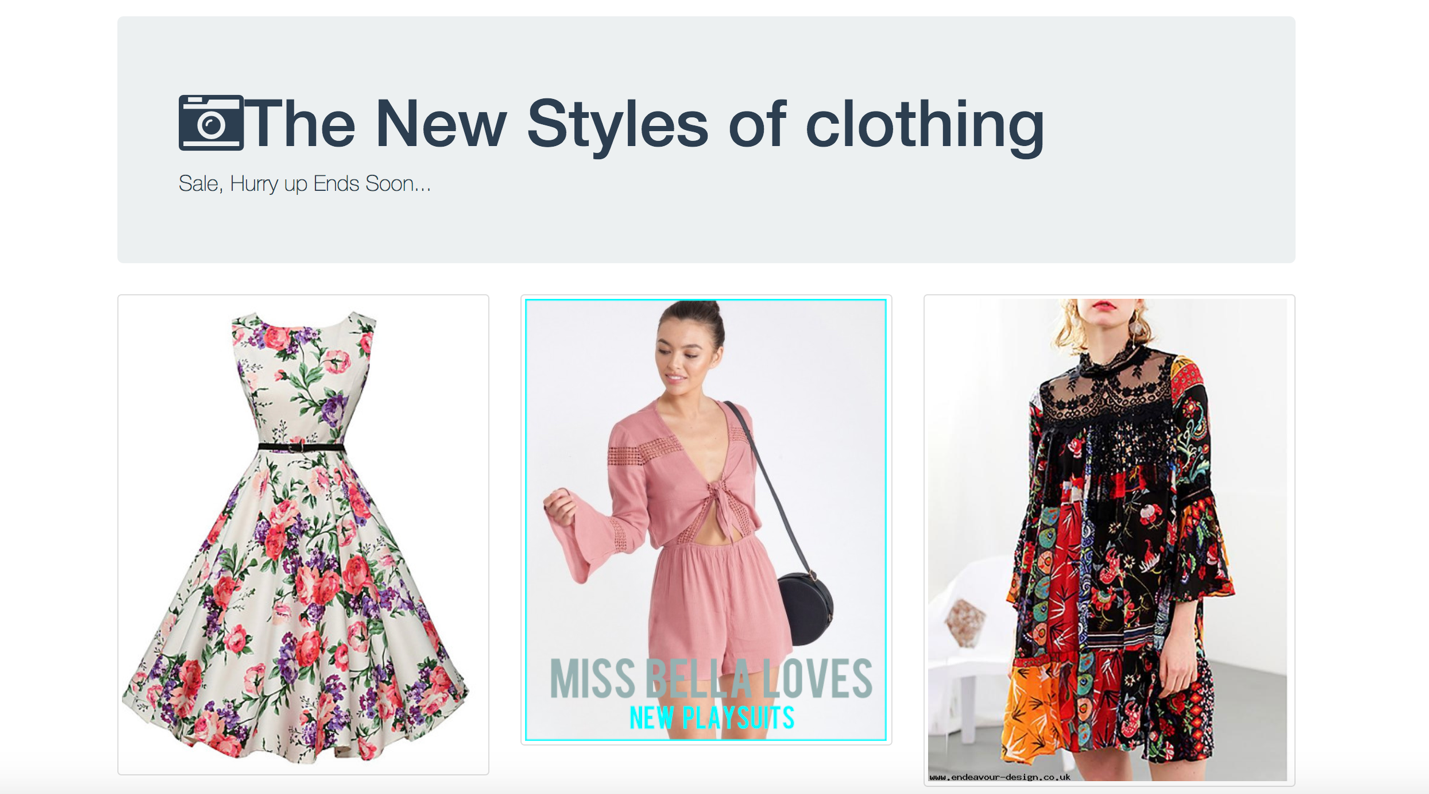 The New Styles of clothing
Sale, Hurry up Ends Soon...
MISS BELLA LOVES
NEW PLAYSUITS
www.endeavour-design.co.uk